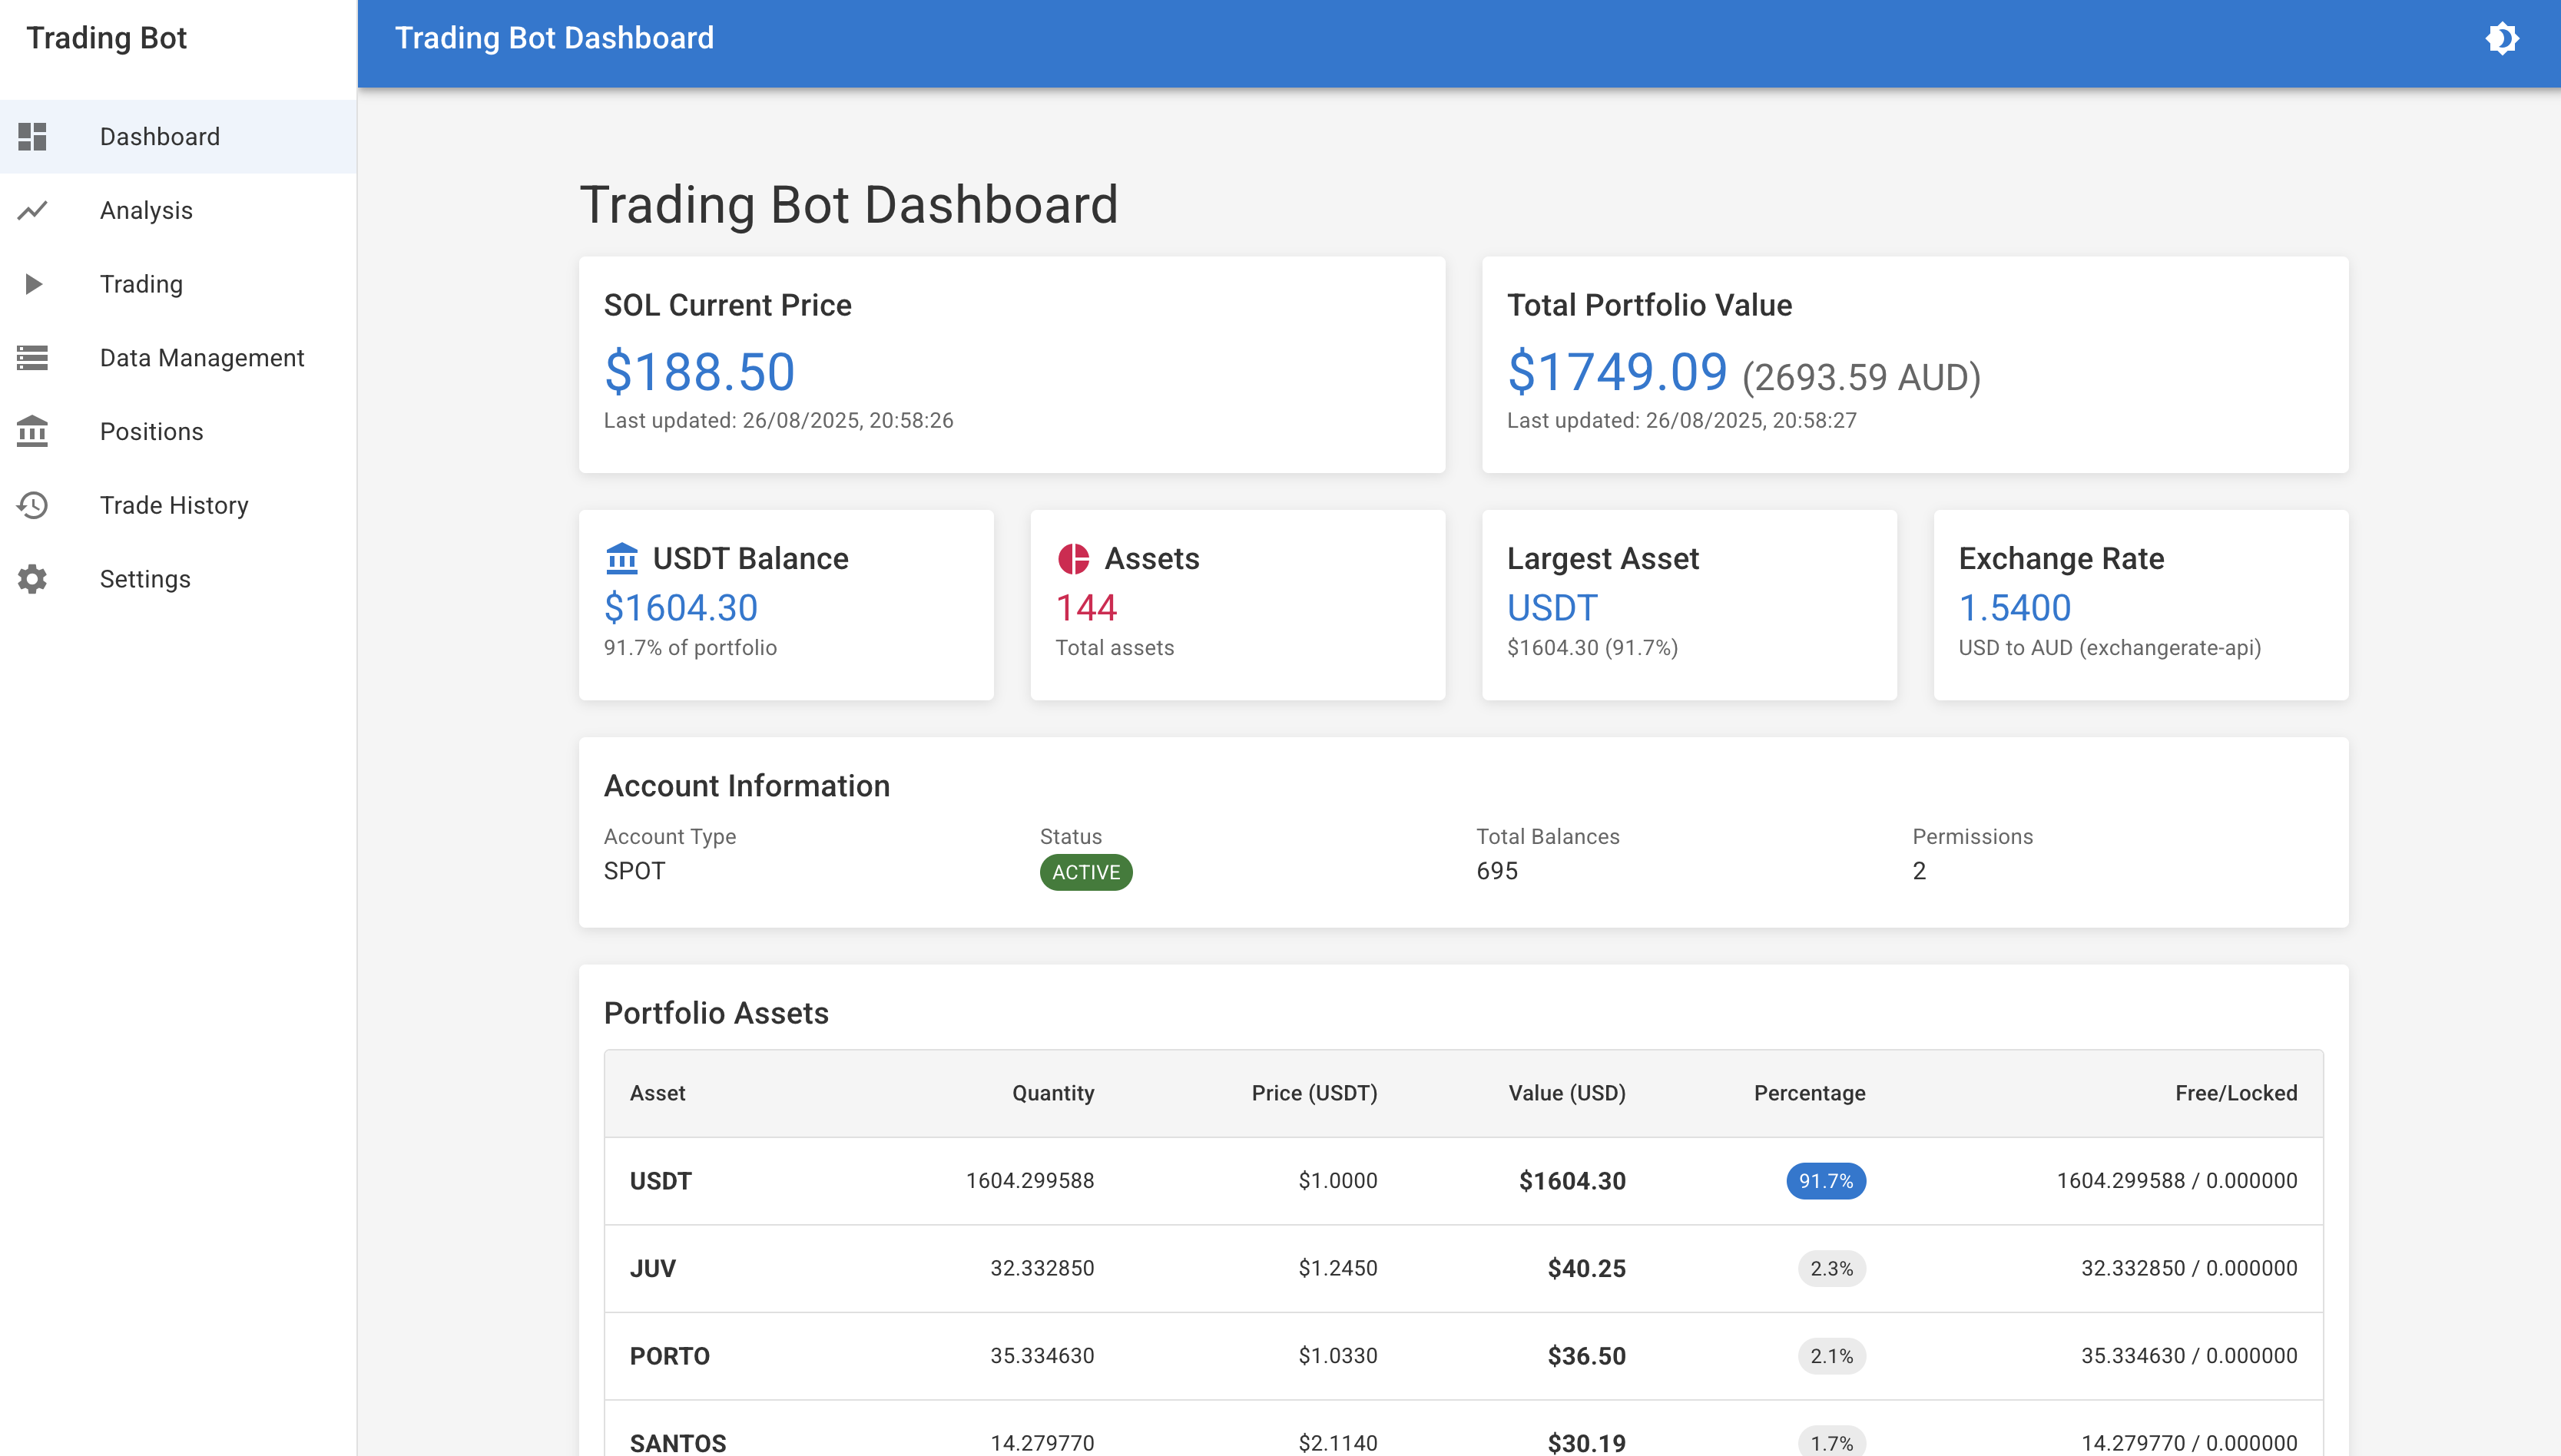 Trading Bot
Trading Bot Dashboard
Dashboard
Analysis
Trading
Data Management
Positions
Trade History
Settings
Trading Bot Dashboard
SOL Current Price
$188.50
Last updated: 26/08/2025, 20:58:26
Total Portfolio Value
$1749.09 (2693.59 AUD)
Last updated: 26/08/2025, 20:58:27
USDT Balance
$1604.30
91.7% of portfolio
Assets
144
Total assets
Largest Asset
USDT
$1604.30 (91.7%)
Exchange Rate
1.5400
USD to AUD (exchangerate-api)
Account Information
Account Type
SPOT
Status
ACTIVE
Total Balances
695
Permissions
2
Portfolio Assets
Asset Quantity Price (USDT) Value (USD) Percentage Free/Locked
USDT 1604.299588 $1.0000 $1604.30 91.7% 1604.299588 / 0.000000
JUV 32.332850 $1.2450 $40.25 2.3% 32.332850 / 0.000000
PORTO 35.334630 $1.0330 $36.50 2.1% 35.334630 / 0.000000
SANTOS 14.279770 $2.1140 $30.19 1.7% 14.279770 / 0.000000